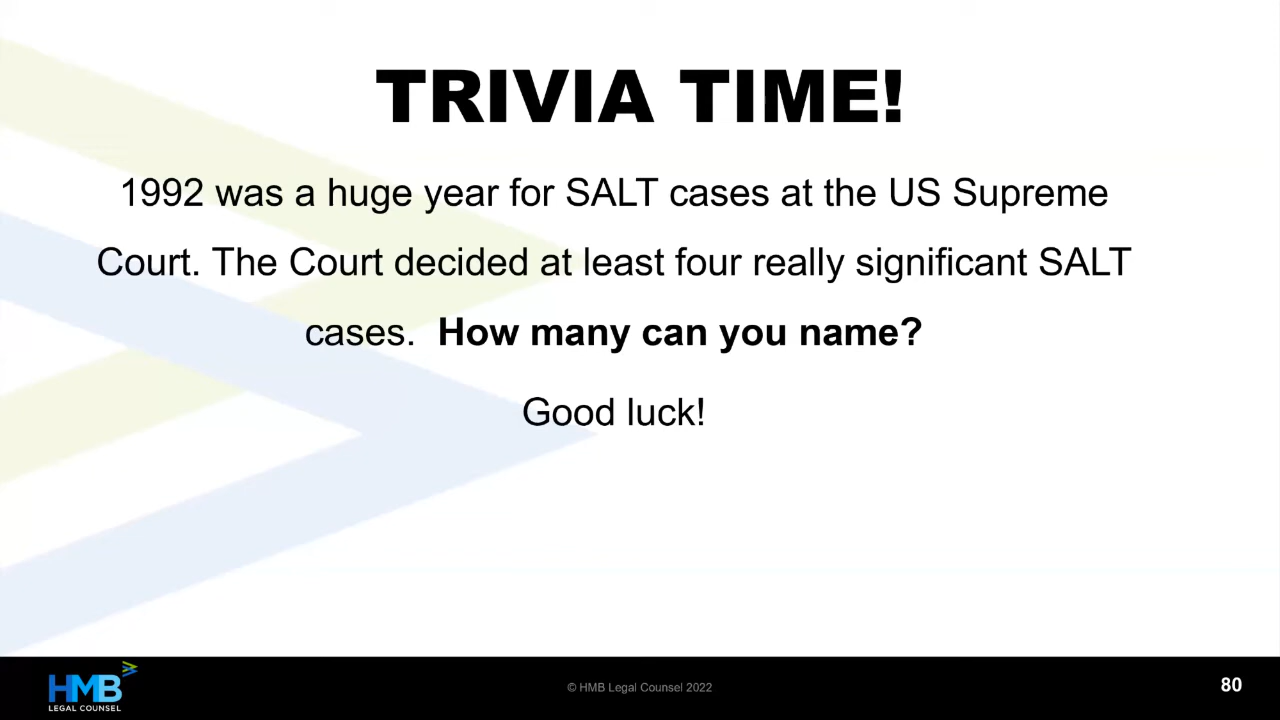 TRIVIA TIME!
1992 was a huge year for SALT cases at the US Supreme
Court. The Court decided at least four really significant SALT
cases. How many can you name?
Good luck!
HMB
LEGAL COUNSEL
© HMB Legal Counsel 2022
80